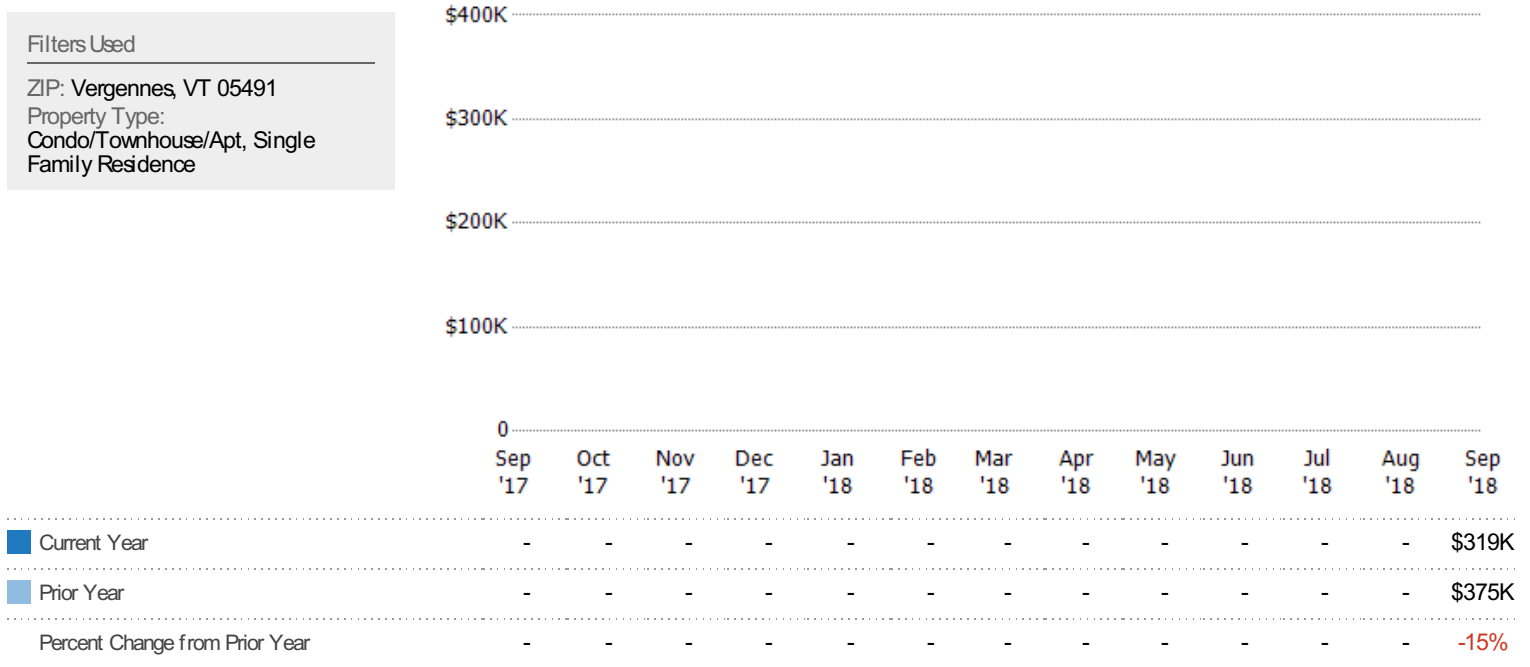 Filters Used
ZIP: Vergennes, VT 05491
Property Type:
Condo/Townhouse/Apt, Single
Family Residence
$400K
$300K
$200K
$100K
0
Sep Oct Nov Dec Jan Feb Mar Apr May Jun Jul Aug Sep
'17 '17 '17 '17 '18 '18 '18 '18 '18 '18 '18 '18 '18
Current Year - - - - - - - - - - - - $319K
Prior Year - - - - - - - - - - - - $375K
Percent Change from Prior Year - - - - - - - - - - - - -15%